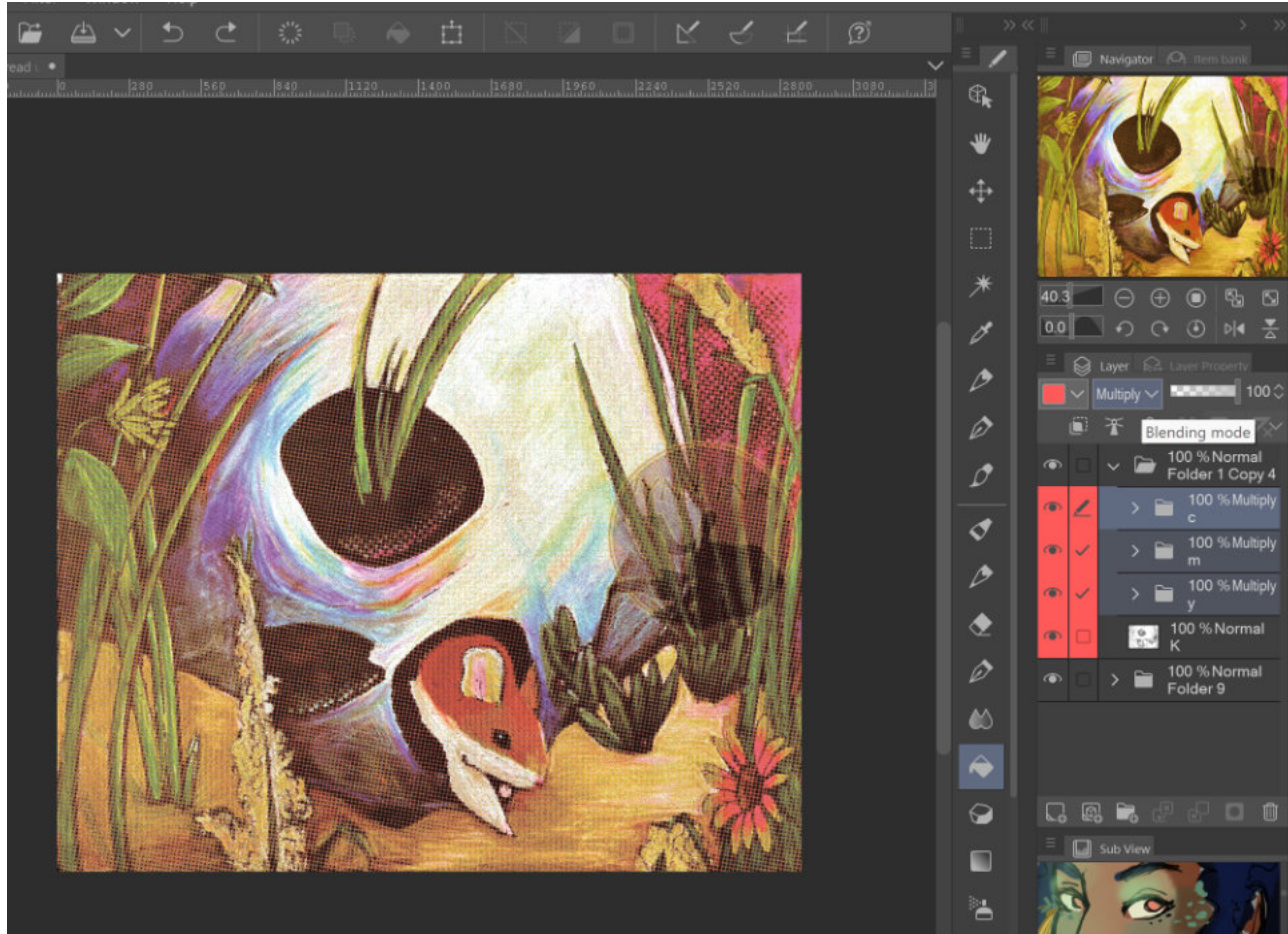 read
0 280 560 840 1120 1400 1680 1960 2240 2520 2800 3080
Navigator Item bank
40.3
0.0
Layer Layer Property
Multiply 100
Blending mode
100 % Normal
Folder 1 Copy 4
100 % Multiply
c
100 % Multiply
m
100 % Multiply
y
100 % Normal
K
100 % Normal
Folder 9
Sub View